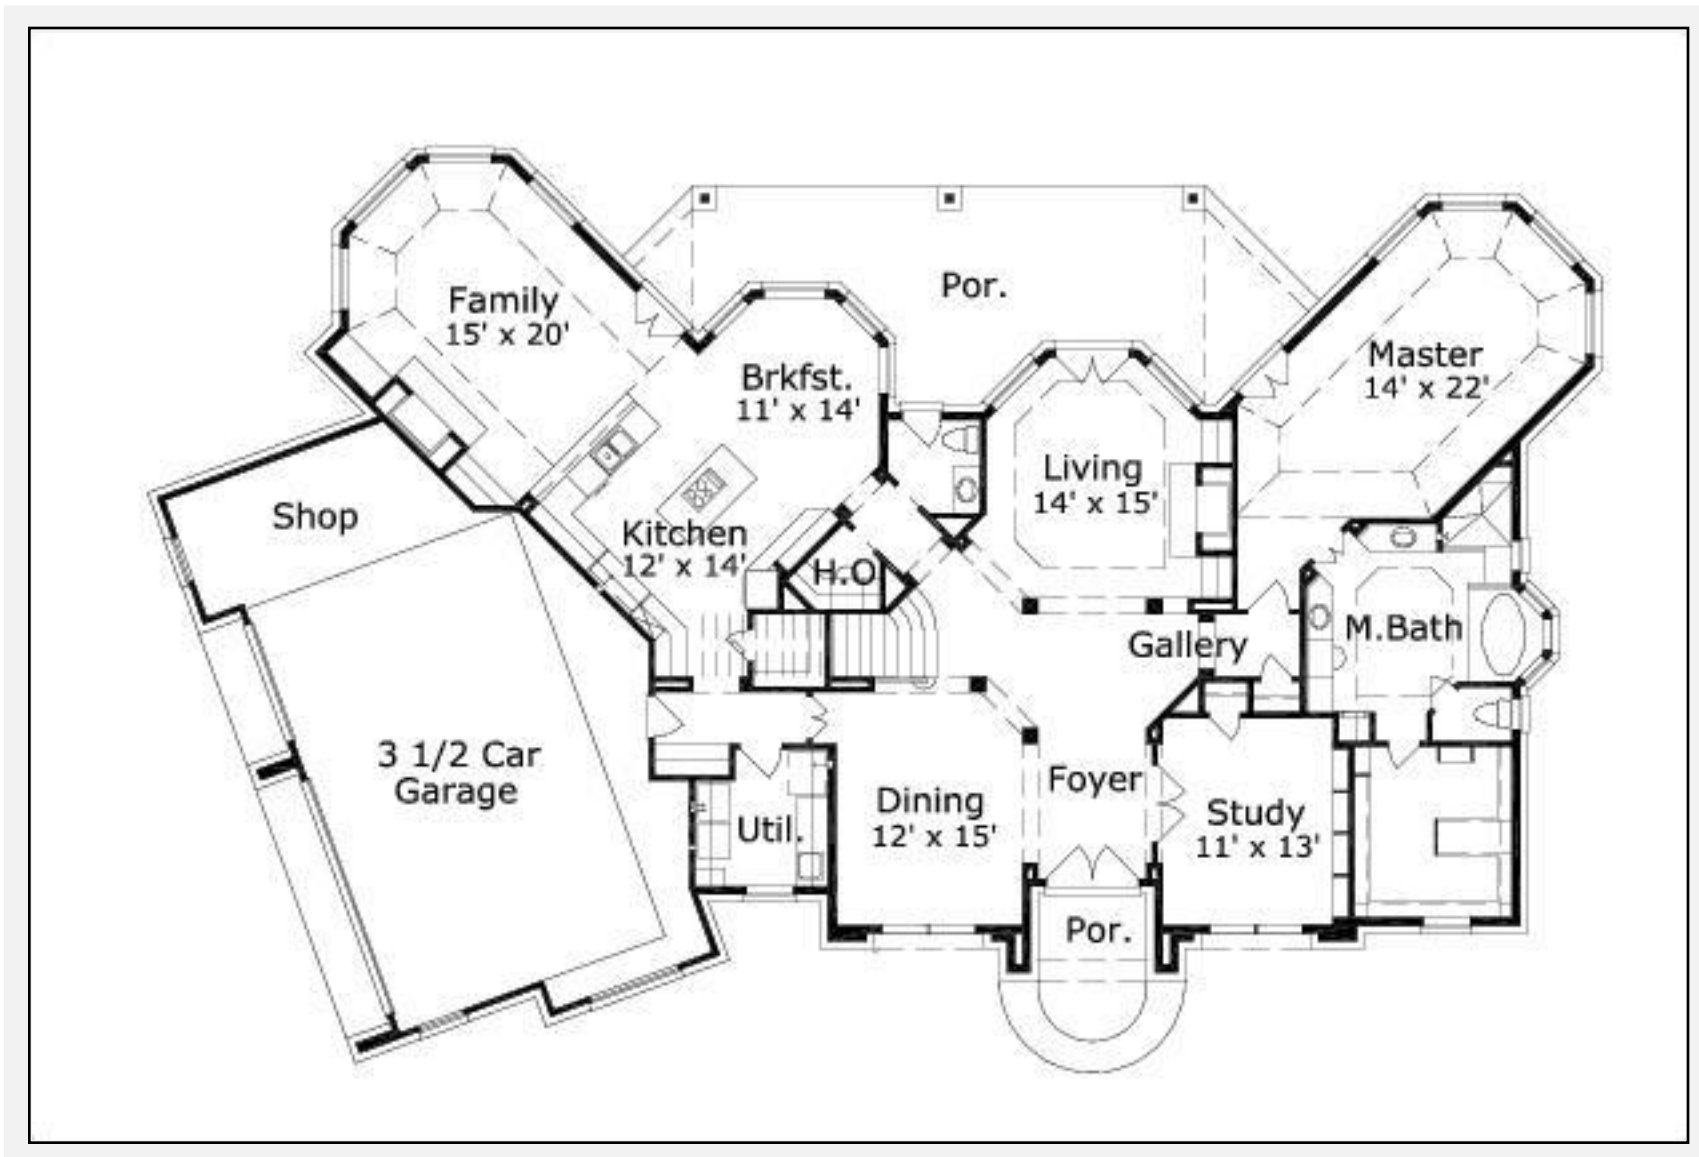 Family
15' x 20'
Por.
Brkfst.
11' x 14'
Master
14' x 22'
Living
14' x 15'
Shop
Kitchen
12' x 14'
H.O
Gallery
M.Bath
3 1/2 Car
Garage
Foyer
Util.
Dining
12' x 15'
Study
11' x 13'
Por.